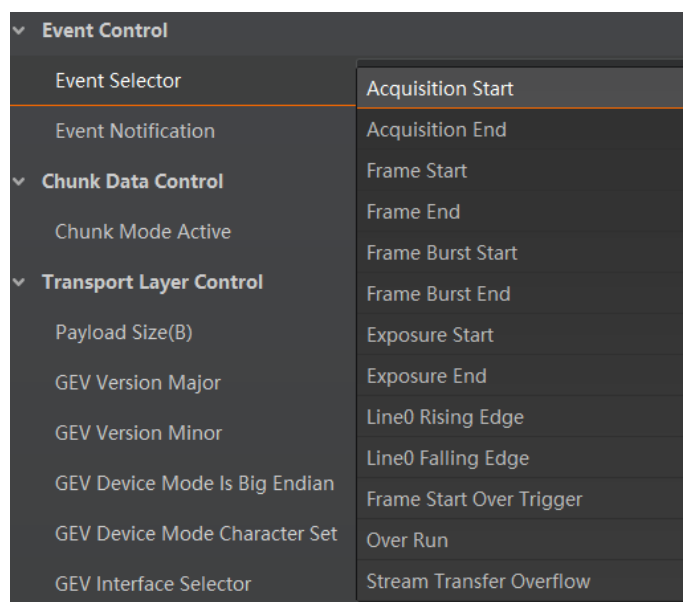 Event Control
Event Selector
Acquisition Start
Event Notification
Acquisition End
Chunk Data Control
Frame Start
Chunk Mode Active
Frame End
Frame Burst Start
Transport Layer Control
Frame Burst End
Payload Size(B)
Exposure Start
GEV Version Major
Exposure End
GEV Version Minor
Line0 Rising Edge
Line0 Falling Edge
GEV Device Mode Is Big Endian
Frame Start Over Trigger
GEV Device Mode Character Set
Over Run
GEV Interface Selector
Stream Transfer Overflow